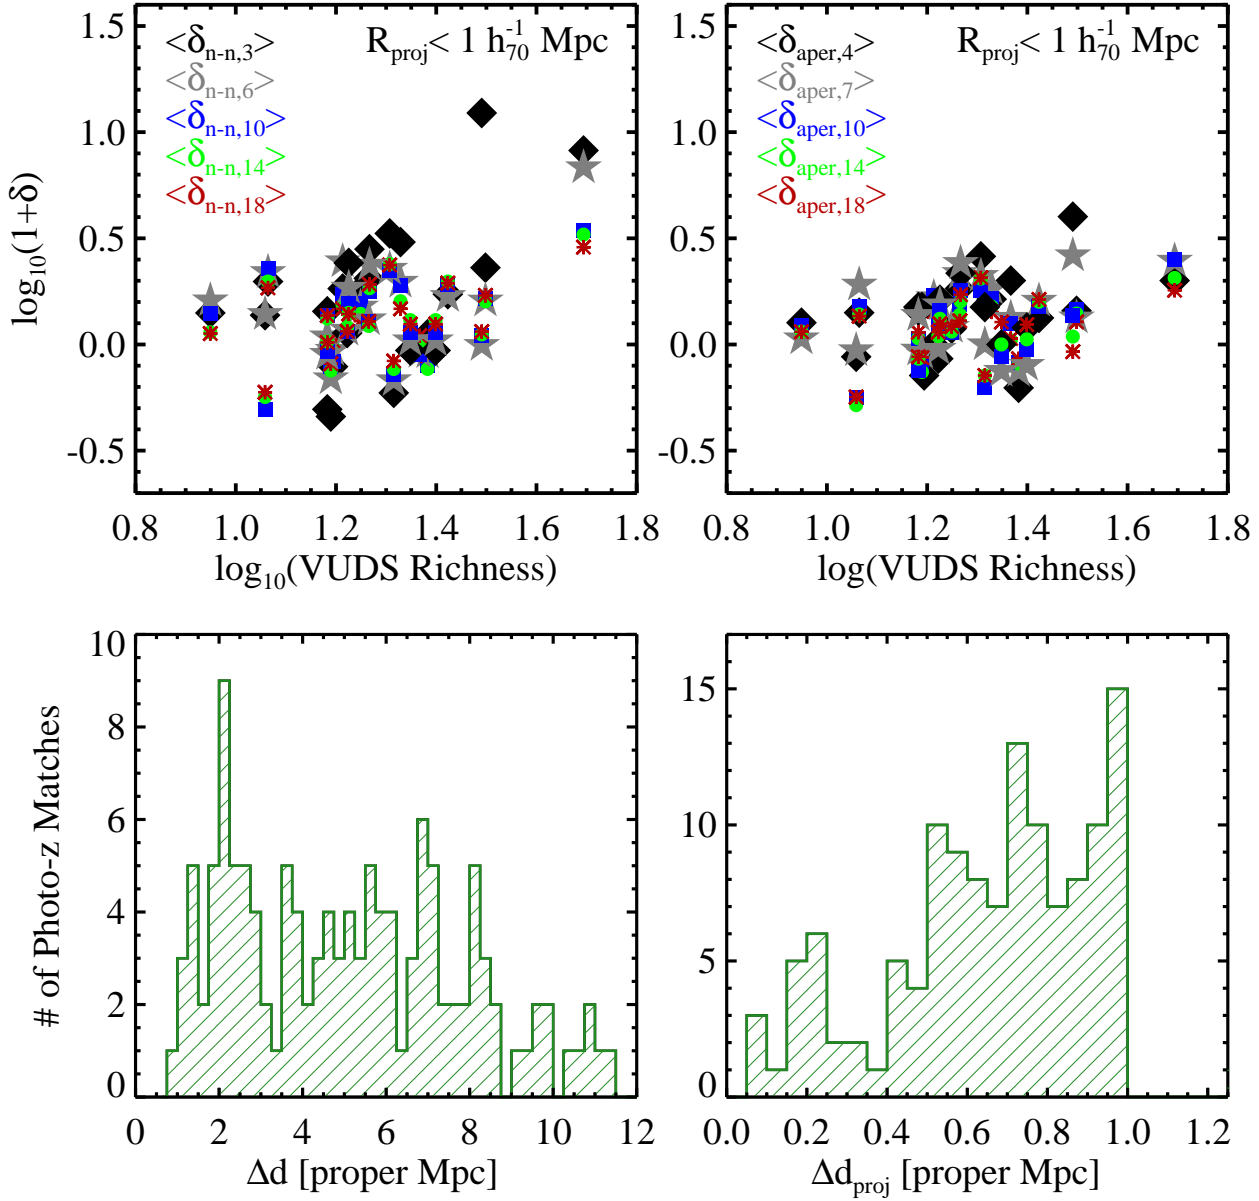 <δn-n,3> Rproj< 1 h70^-1 Mpc
<δn-n,6>
<δn-n,10>
<δn-n,14>
<δn-n,18>
1.5
1.0
0.5
0.0
-0.5
log10(1+δ)
0.8 1.0 1.2 1.4 1.6 1.8
log10(VUDS Richness)
<δaper,4> Rproj< 1 h70^-1 Mpc
<δaper,7>
<δaper,10>
<δaper,14>
<δaper,18>
1.5
1.0
0.5
0.0
-0.5
0.8 1.0 1.2 1.4 1.6 1.8
log(VUDS Richness)
10
8
6
4
2
0
# of Photo-z Matches
0 2 4 6 8 10 12
Δd [proper Mpc]
15
10
5
0
0.0 0.2 0.4 0.6 0.8 1.0 1.2
Δdproj [proper Mpc]